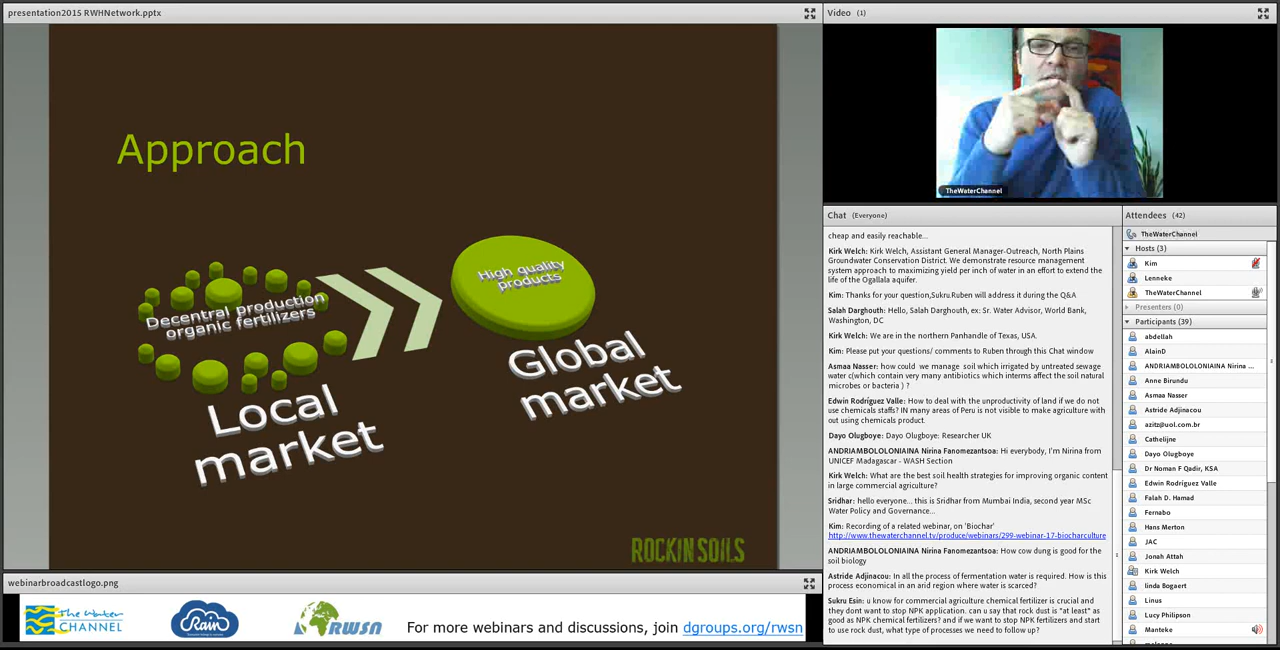 presentation2015 RWHNetwork.pptx
Approach
Decentral production
organic fertilizers
High quality
products
Local
market
Global
market
ROCKIN SOILS
webinarbroadcastlogo.png
The Water
CHANNEL
Rain
RWSN
For more webinars and discussions, join dgroups.org/rwsn
Video (1)
TheWaterChannel
Chat (Everyone)
cheap and easily reachable...
Kirk Welch: Kirk Welch, Assistant General Manager-Outreach, North Plains
Groundwater Conservation District. We demonstrate resource management
system approach to maximizing yield per inch of water in an effort to extend the
life of the Ogallala aquifer.
Kim: Thanks for your question,Sukru.Ruben will address it during the Q&A
Salah Darghouth: Hello, Salah Darghouth, ex: Sr. Water Advisor, World Bank,
Washington, DC
Kirk Welch: We are in the northern Panhandle of Texas, USA.
Kim: Please put your questions/ comments to Ruben through this Chat window
Asmaa Nasser: how could we manage soil which irrigated by untreated sewage
water c(which contain very many antibiotics which interms affect the soil natural
microbes or bacteria ) ?
Edwin Rodríguez Valle: How to deal with the unproductivity of land if we do not
use chemicals staffs? IN many areas of Peru is not visible to make agriculture with
out using chemicals product.
Dayo Olugboye: Dayo Olugboye: Researcher UK
ANDRIAMBOLOLONIAINA Nirina Fanomezantsoa: Hi everybody, I'm Nirina from
UNICEF Madagascar - WASH Section
Kirk Welch: What are the best soil health strategies for improving organic content
in large commercial agriculture?
Sridhar: hello everyone... this is Sridhar from Mumbai India, second year MSc
Water Policy and Governance...
Kim: Recording of a related webinar, on 'Biochar'
http://www.thewaterchannel.tv/produce/webinars/299-webinar-17-biocharculture
ANDRIAMBOLOLONIAINA Nirina Fanomezantsoa: How cow dung is good for the
soil biology
Astride Adjinacou: In all the process of fermentation water is required. How is this
process economical in an arid region where water is scarced?
Sukru Esin: u know for commercial agriculture chemical fertilizer is crucial and
they dont want to stop NPK application. can u say that rock dust is "at least" as
good as NPK chemical fertilizers? and if we want to stop NPK fertilizers and start
to use rock dust, what type of processes we need to follow up?
Attendees (42)
TheWaterChannel
Hosts (3)
Kim
Lenneke
TheWaterChannel
Presenters (0)
Participants (39)
abdellah
AlainD
ANDRIAMBOLOLONIAINA Nirina ...
Anne Birundu
Asmaa Nasser
Astride Adjinacou
azitz@uol.com.br
Cathelijne
Dayo Olugboye
Dr Noman F Qadir, KSA
Edwin Rodríguez Valle
Falah D. Hamad
Fernabo
Hans Merton
JAC
Jonah Attah
Kirk Welch
linda Bogaert
Linus
Lucy Philipson
Manteke